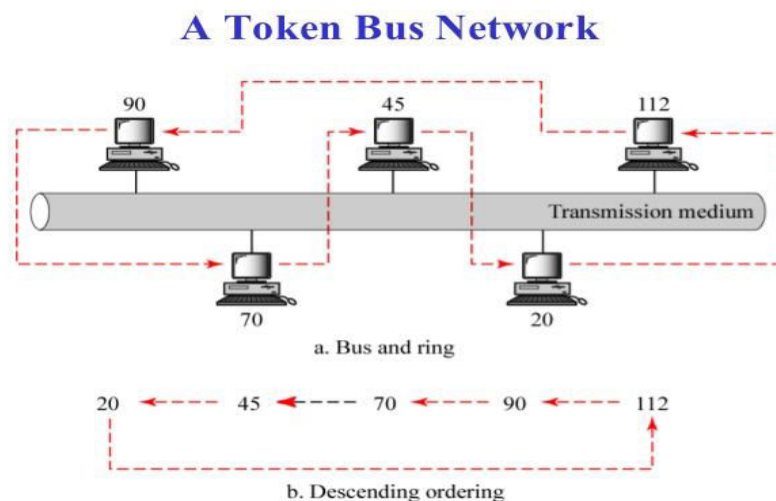 A Token Bus Network
90 45 112
Transmission medium
70 20
a. Bus and ring
20 45 70 90 112
b. Descending ordering